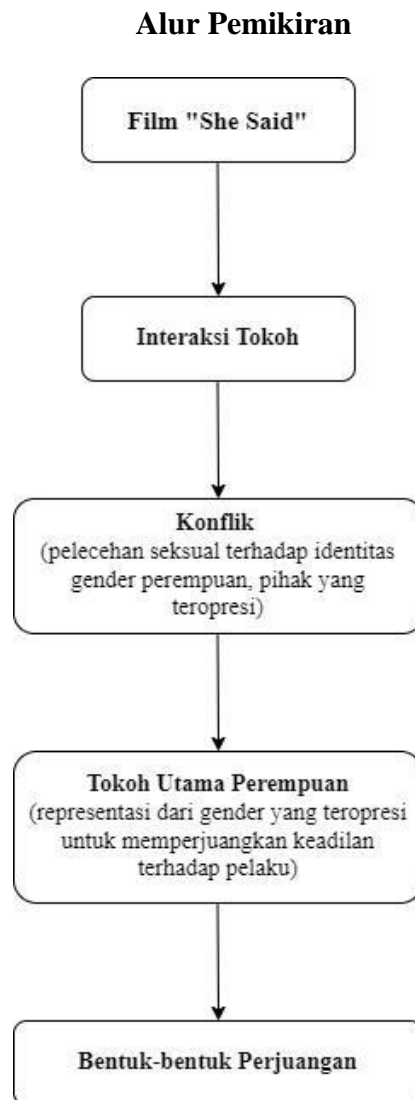 Alur Pemikiran
Film "She Said"
Interaksi Tokoh
Konflik
(pelecehan seksual terhadap identitas
gender perempuan, pihak yang
teropresi)
Tokoh Utama Perempuan
(representasi dari gender yang teropresi
untuk memperjuangkan keadilan
terhadap pelaku)
Bentuk-bentuk Perjuangan